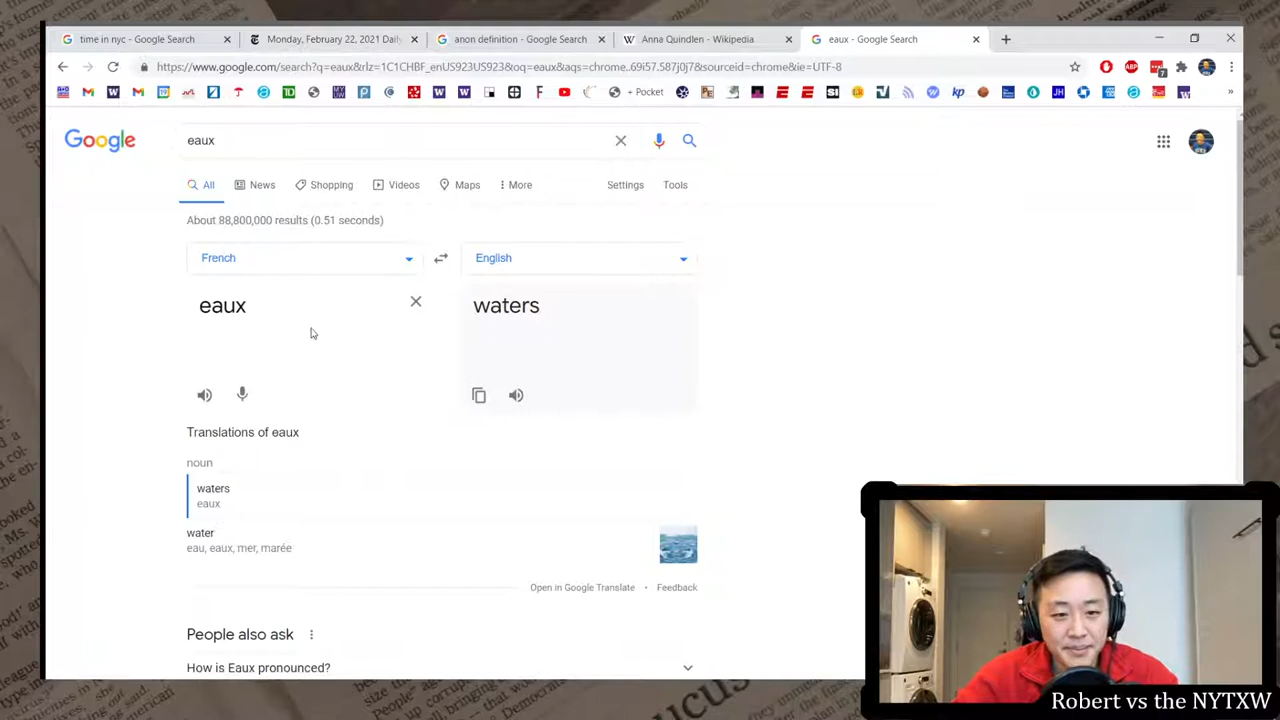 time in nyc - Google Search
Monday, February 22, 2021 Daily
anon definition - Google Search
Anna Quindlen - Wikipedia
eaux - Google Search
https://www.google.com/search?q=eaux&rlz=1C1CHBF_enUS923US923&oq=eaux&aqs=chrome..69i57.587j0j7&sourceid=chrome&ie=UTF-8
+ Pocket
Google
eaux
All
News
Shopping
Videos
Maps
More
Settings
Tools
About 88,800,000 results (0.51 seconds)
French
English
eaux
waters
Translations of eaux
noun
waters
eaux
water
eau, eaux, mer, marée
Open in Google Translate • Feedback
People also ask
How is Eaux pronounced?
Robert vs the NYTXW